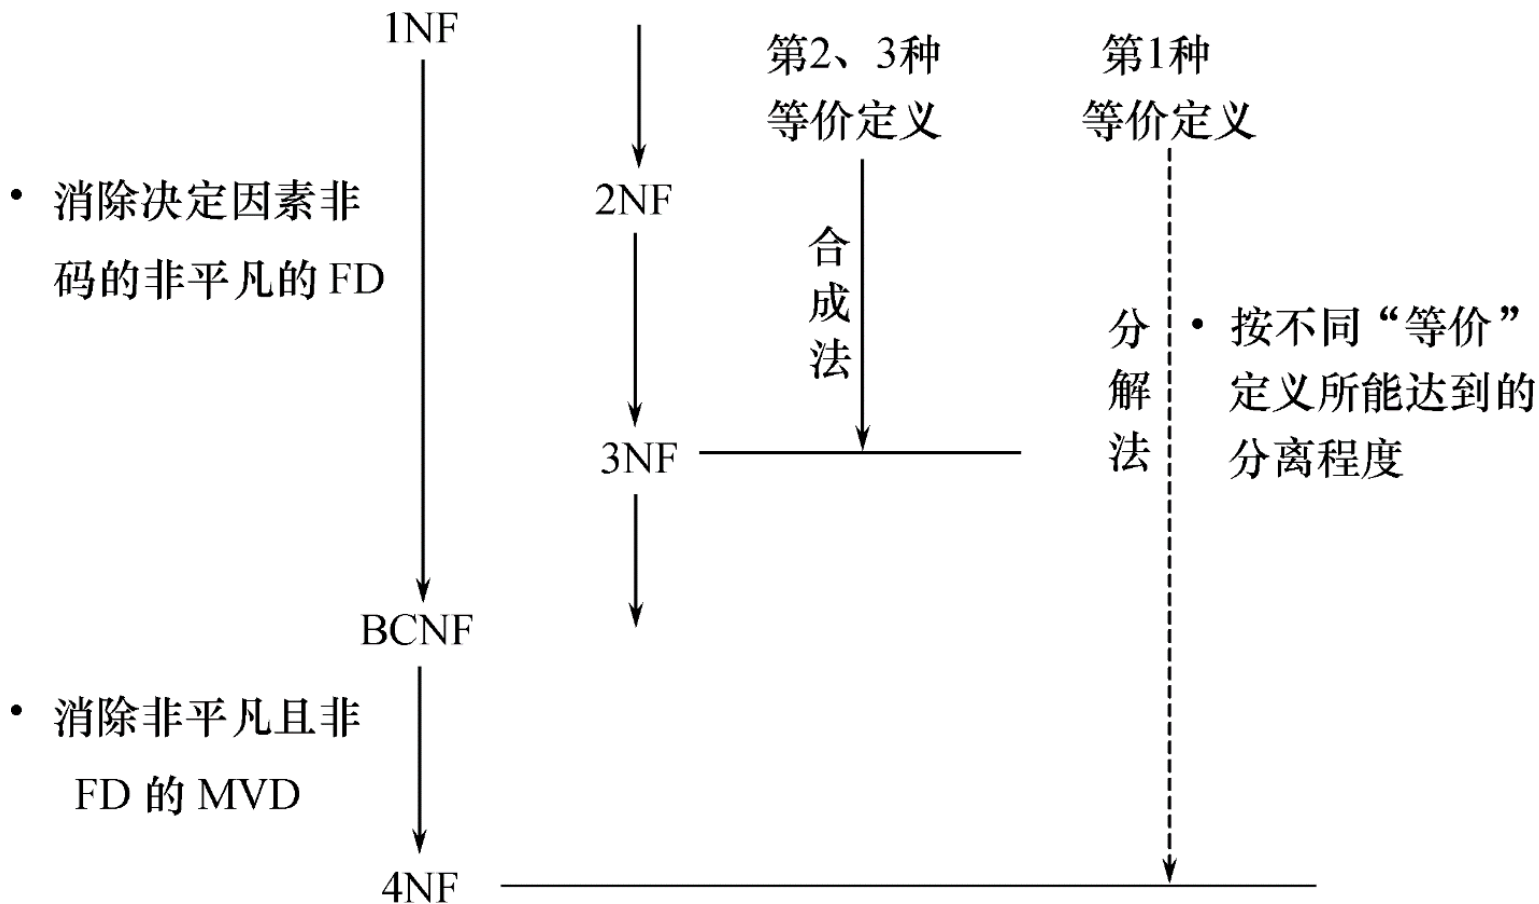 1NF
• 消除决定因素非
码的非平凡的 FD
BCNF
• 消除非平凡且非
FD 的 MVD
4NF
2NF
3NF
第2、3种
等价定义
合成法
第1种
等价定义
分解法
• 按不同“等价”
定义所能达到的
分离程度